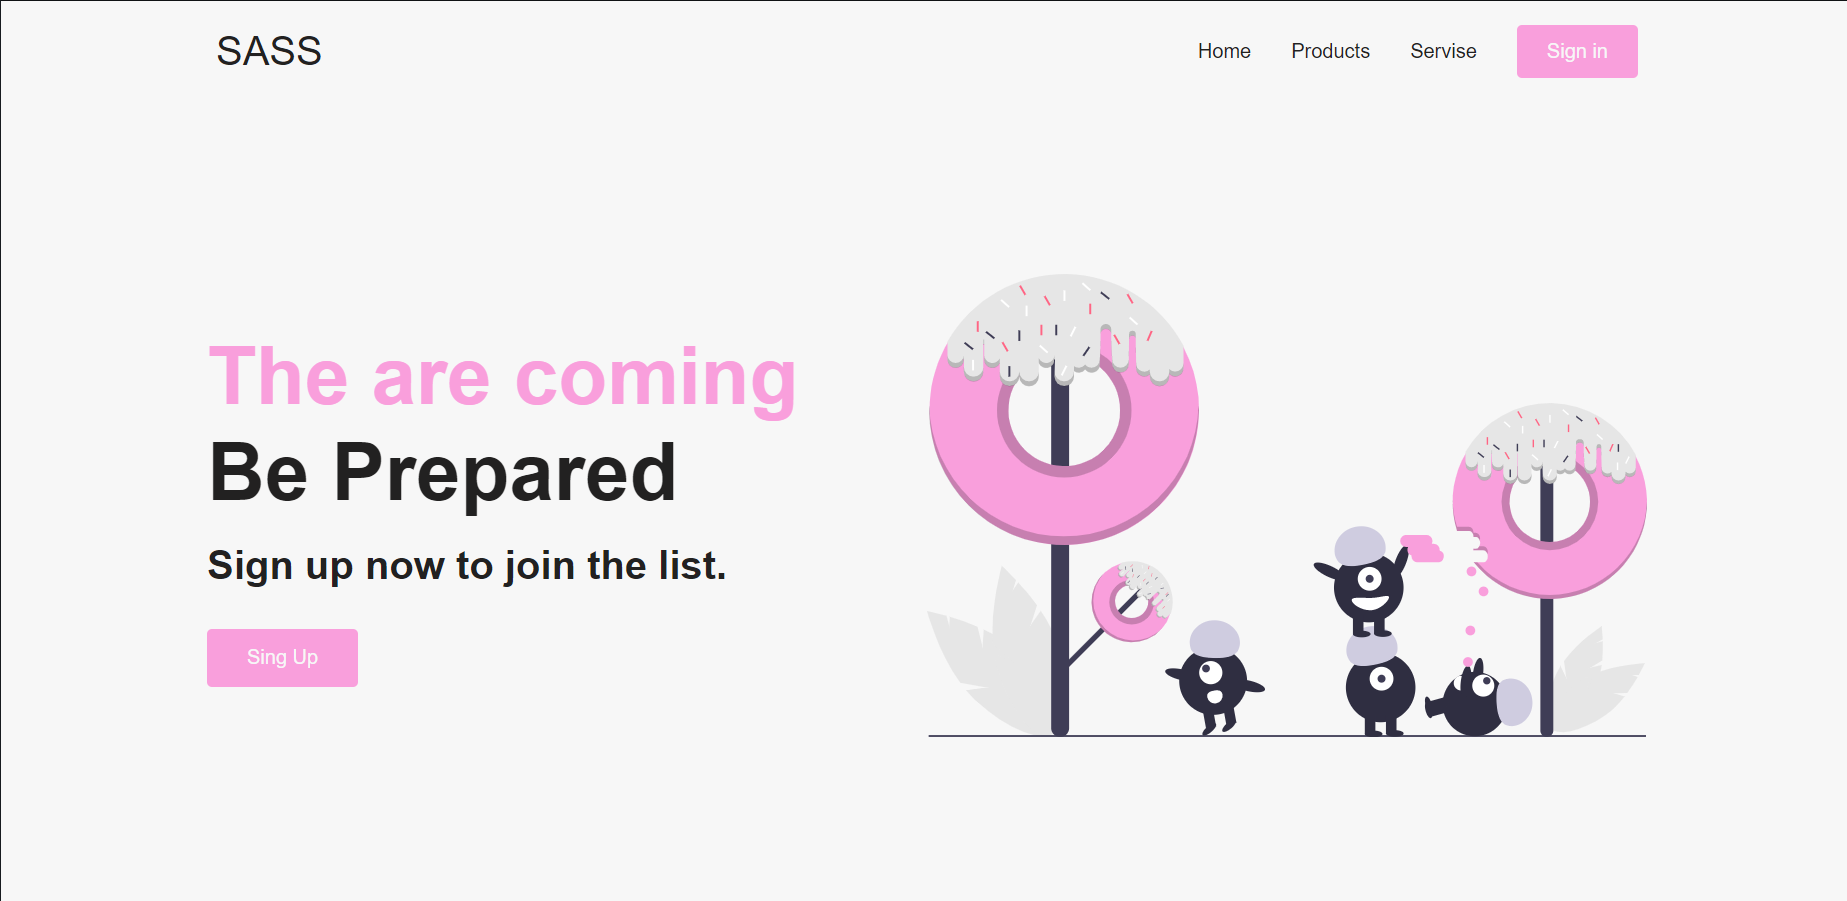 SASS
Home
Products
Servise
Sign in
The are coming
Be Prepared
Sign up now to join the list.
Sing Up